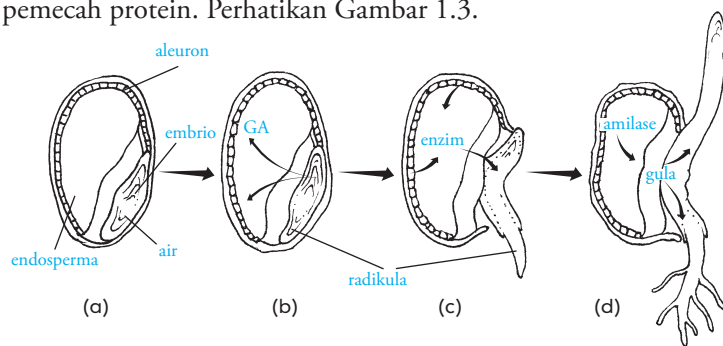 pemecah protein. Perhatikan Gambar 1.3.
aleuron
embrio
endosperma
air
(a)
GA
radikula
(b)
enzim
(c)
amilase
gula
(d)